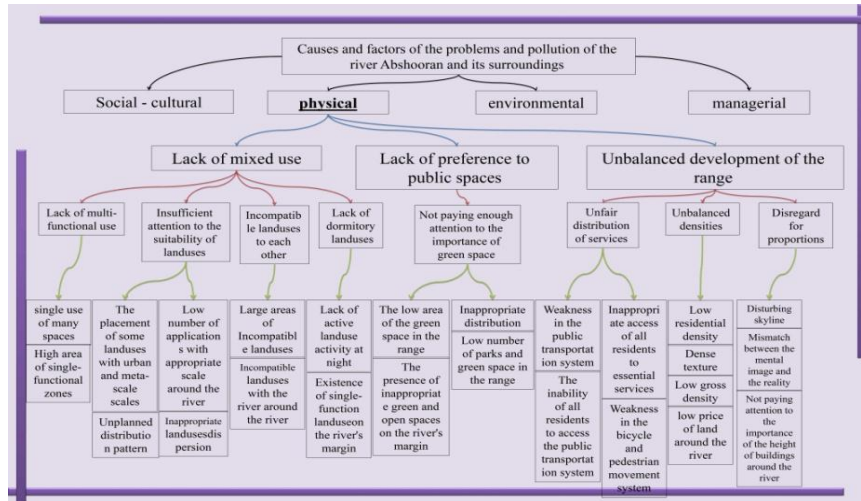 Causes and factors of the problems and pollution of the
river Abshooran and its surroundings
Social - cultural
physical
environmental
managerial
Lack of mixed use
Lack of preference to
public spaces
Unbalanced development of the
range
Lack of multi-
functional use
Insufficient
attention to the
suitability of
landuses
Incompatib
le landuses
to each
other
Lack of
dormitory
landuses
Not paying enough
attention to the
importance of
green space
Unfair
distribution
of services
Unbalanced
densities
Disregard
for
proportions
single use
of many
spaces
High area
of single-
functional
zones
The
placement
of some
landuses
with urban
and meta-
scale
scales
Unplanned
distributio
n pattern
Low
number of
application
s with
appropriate
scale
around the
river
Inappropriate
landusesdis
persion
Large areas
of
Incompatib
le landuses
Incompatible
landuses
with the
river around
the river
Lack of
active
landuse
activity at
night
Existence
of single-
function
landuseon
the river's
margin
The low area
of the green
space in the
range
The
presence of
inappropriat
e green and
open spaces
on the
river's
margin
Inappropriate
distribution
Low number
of parks and
green space in
the range
Weakness
in the
public
transportat
ion system
The
inability of
all
residents to
access the
public
transportat
ion system
Inappropri
ate access
of all
residents
to
essential
services
Weakness
in the
bicycle and
pedestrian
movement
system
Low
residential
density
Dense
texture
Low gross
density
low price
of land
around the
river
Disturbing
skyline
Mismatch
between the
mental
image and
the reality
Not paying
attention to
the
importance
of the height
of buildings
around the
river